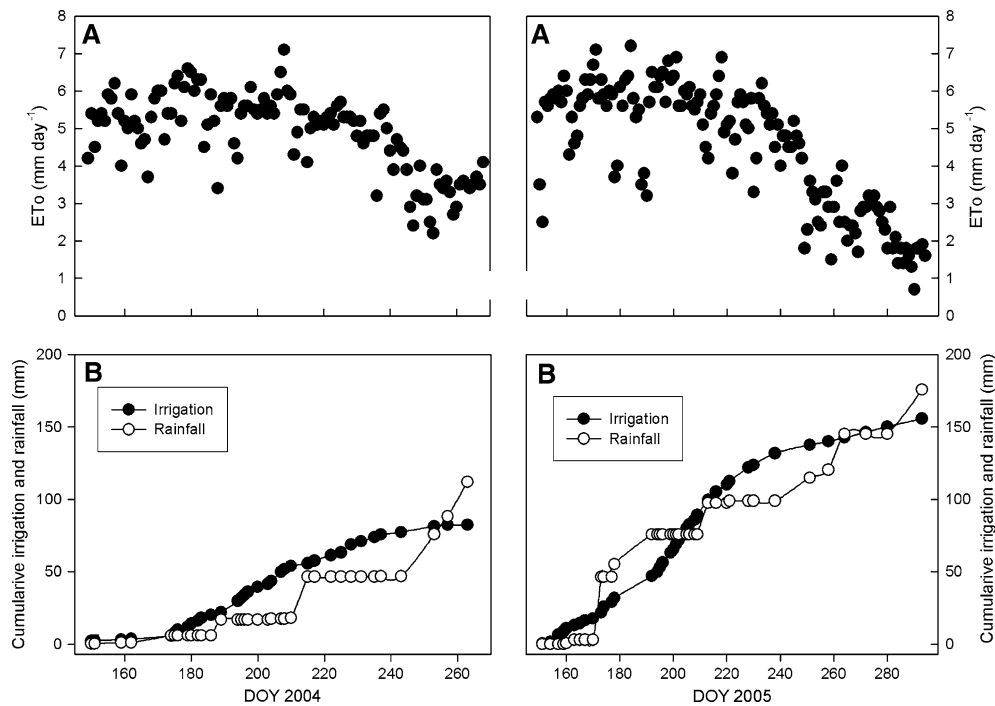 A
8
7
6
5
4
3
2
1
0
ETo (mm day -1)
A
8
7
6
5
4
3
2
1
0
ETo (mm day -1)
B
Irrigation
Rainfall
200
150
100
50
0
Cumularive irrigation and rainfall (mm)
160 180 200 220 240 260
DOY 2004
B
Irrigation
Rainfall
200
150
100
50
0
Cumularive irrigation and rainfall (mm)
160 180 200 220 240 260 280
DOY 2005